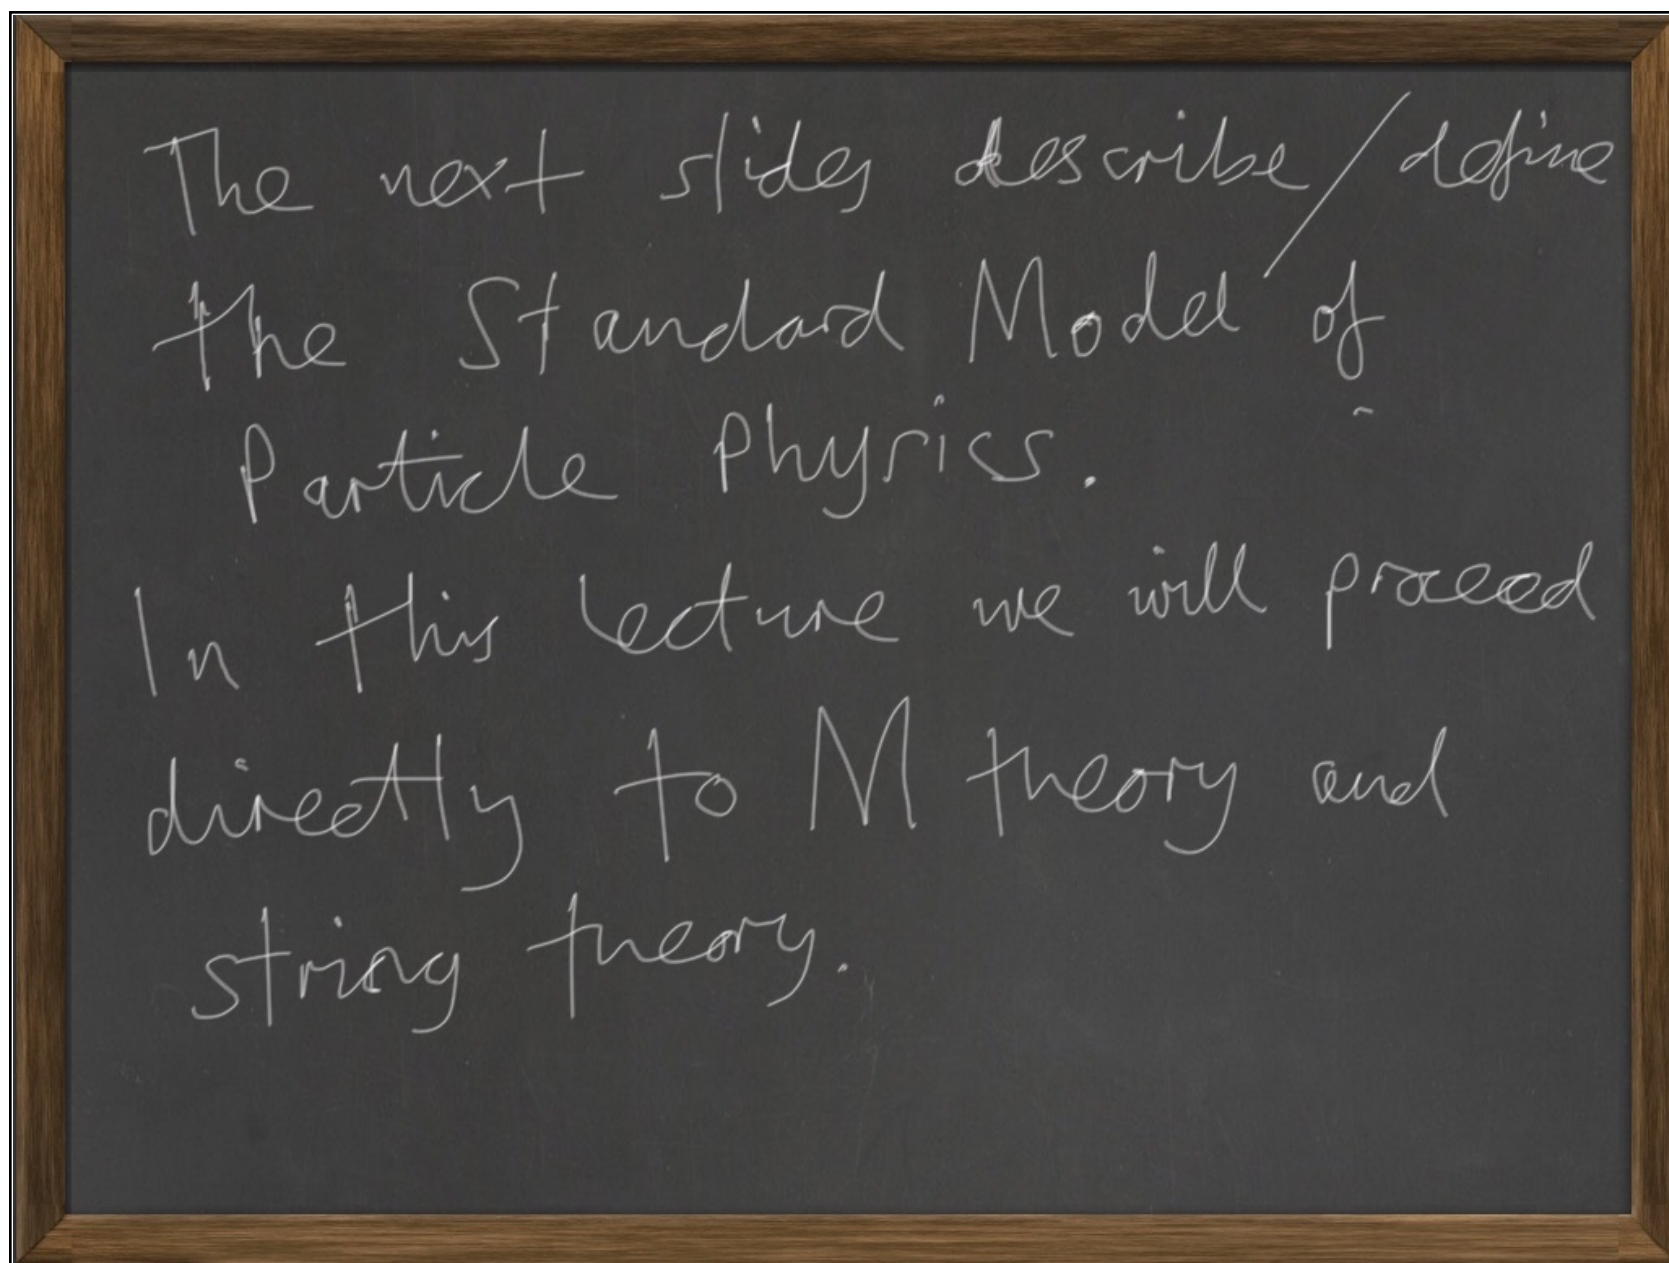 The next slides describe/define
the Standard Model of
Particle Physics.
In this lecture we will proceed
directly to M theory and
string theory.